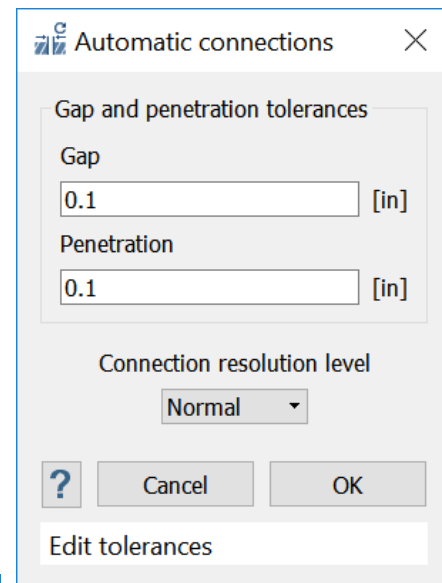 Automatic connections
Gap and penetration tolerances
Gap
0.1 [in]
Penetration
0.1 [in]
Connection resolution level
Normal
? Cancel OK
Edit tolerances